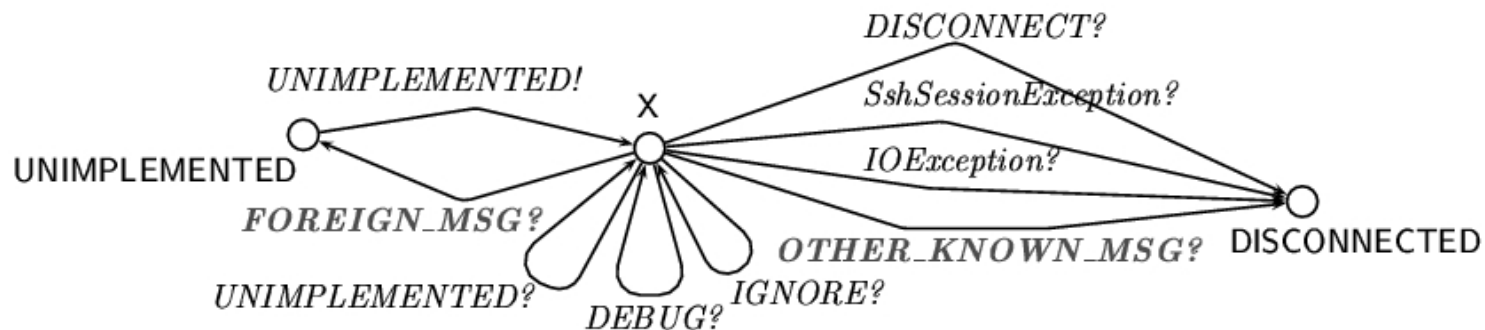 DISCONNECT?
UNIMPLEMENTED!
X
SshSessionException?
IOException?
UNIMPLEMENTED
FOREIGN_MSG?
OTHER_KNOWN_MSG?
DISCONNECTED
UNIMPLEMENTED?
IGNORE?
DEBUG?